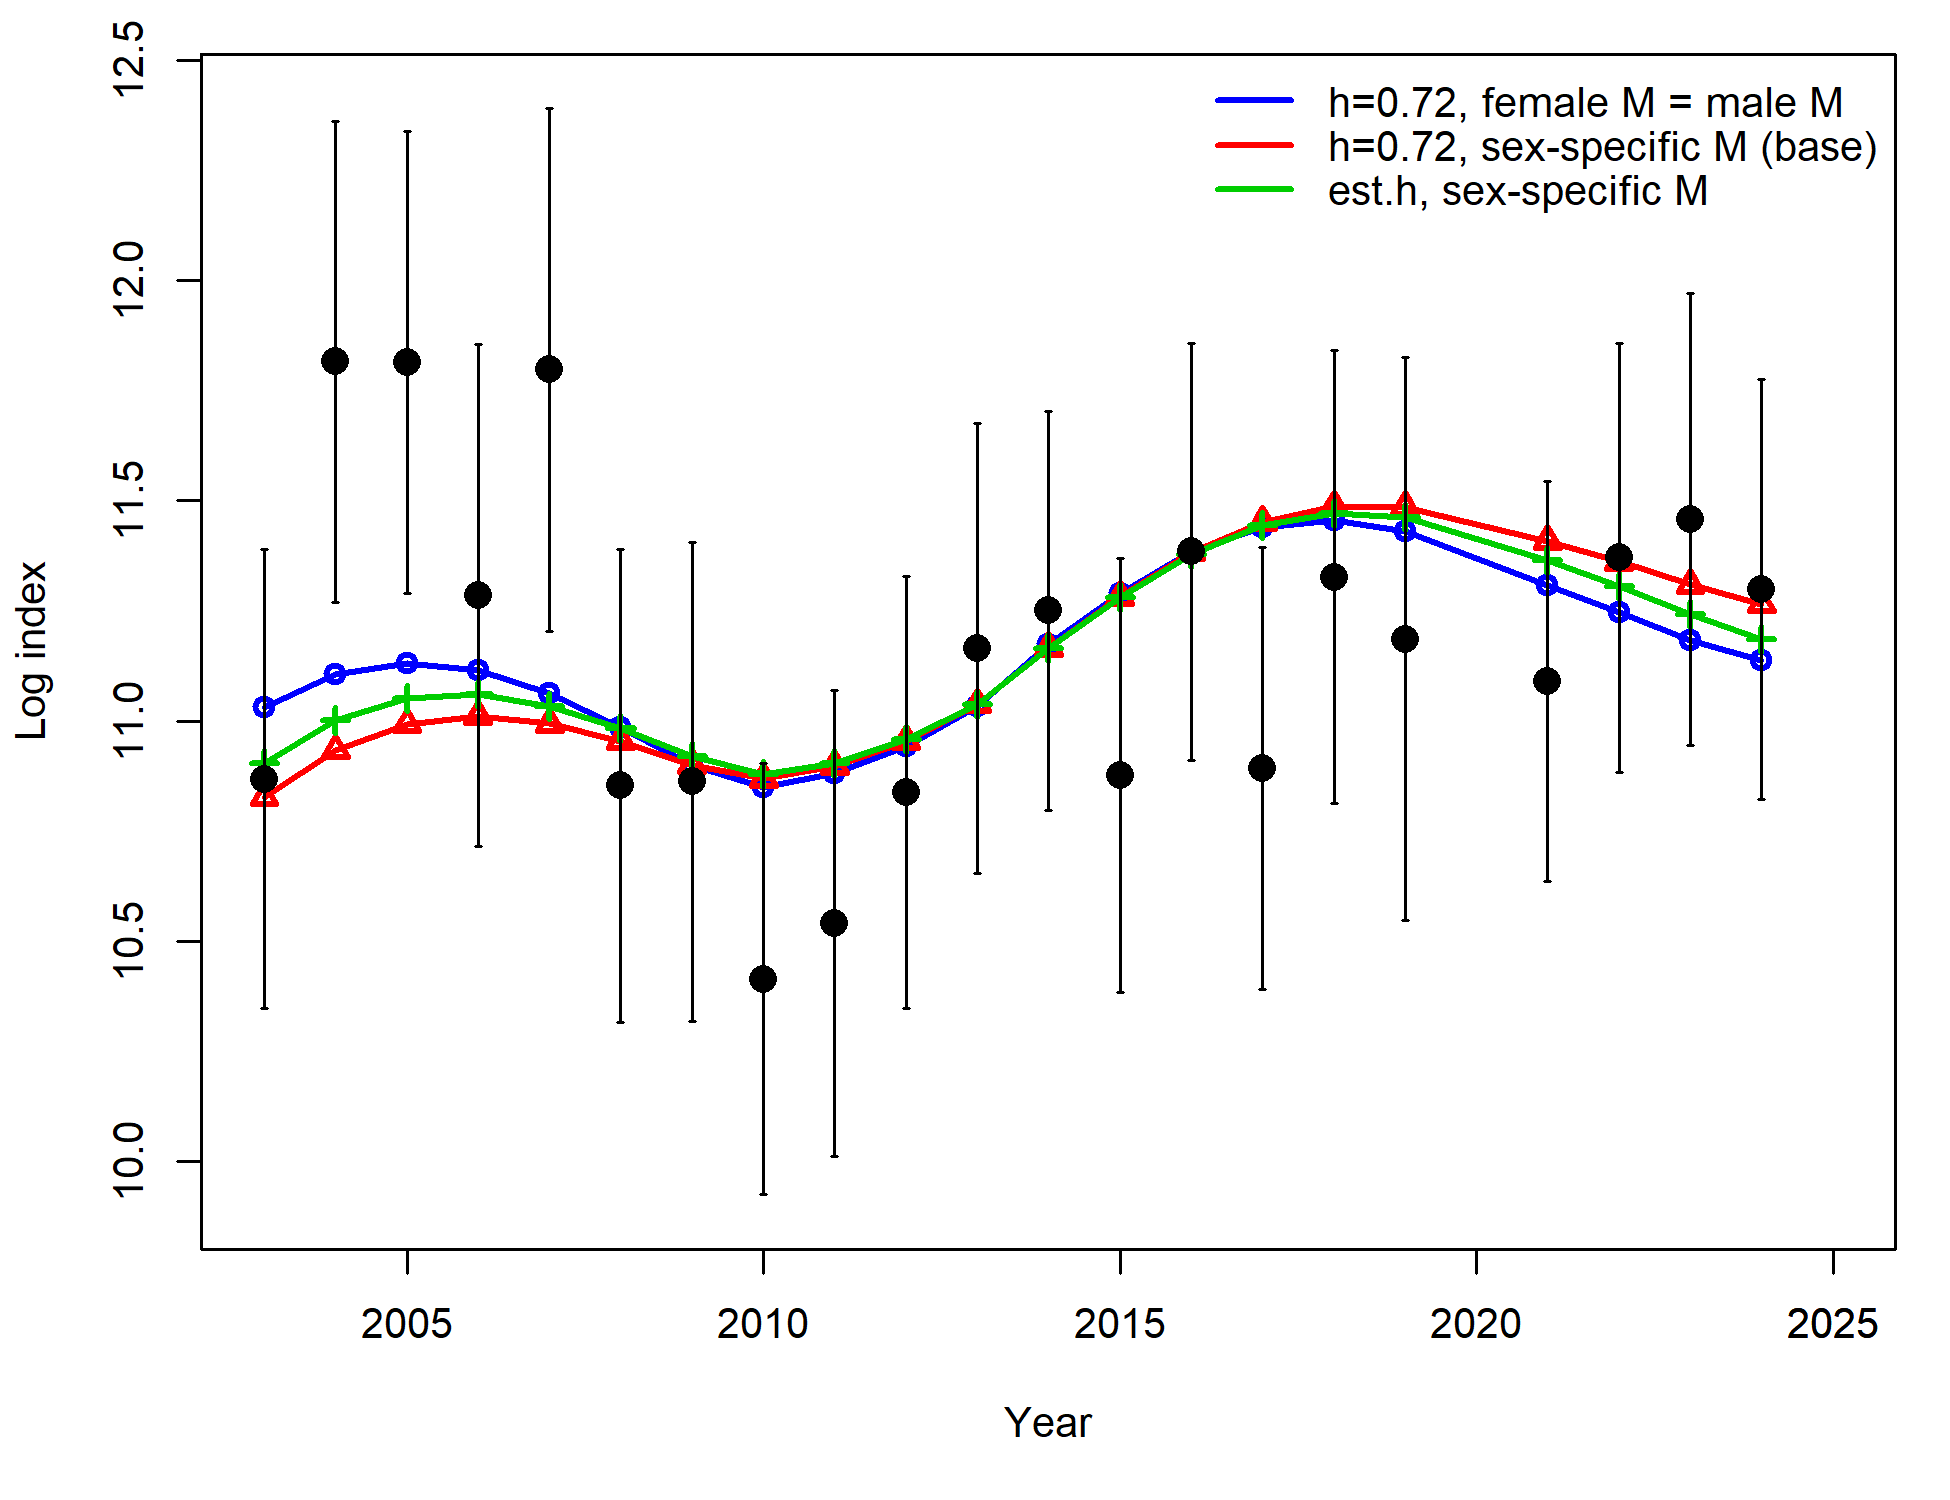 12.5
12.0
11.5
11.0
10.5
10.0
Log index
h=0.72, female M = male M
h=0.72, sex-specific M (base)
est.h, sex-specific M
2005 2010 2015 2020 2025
Year